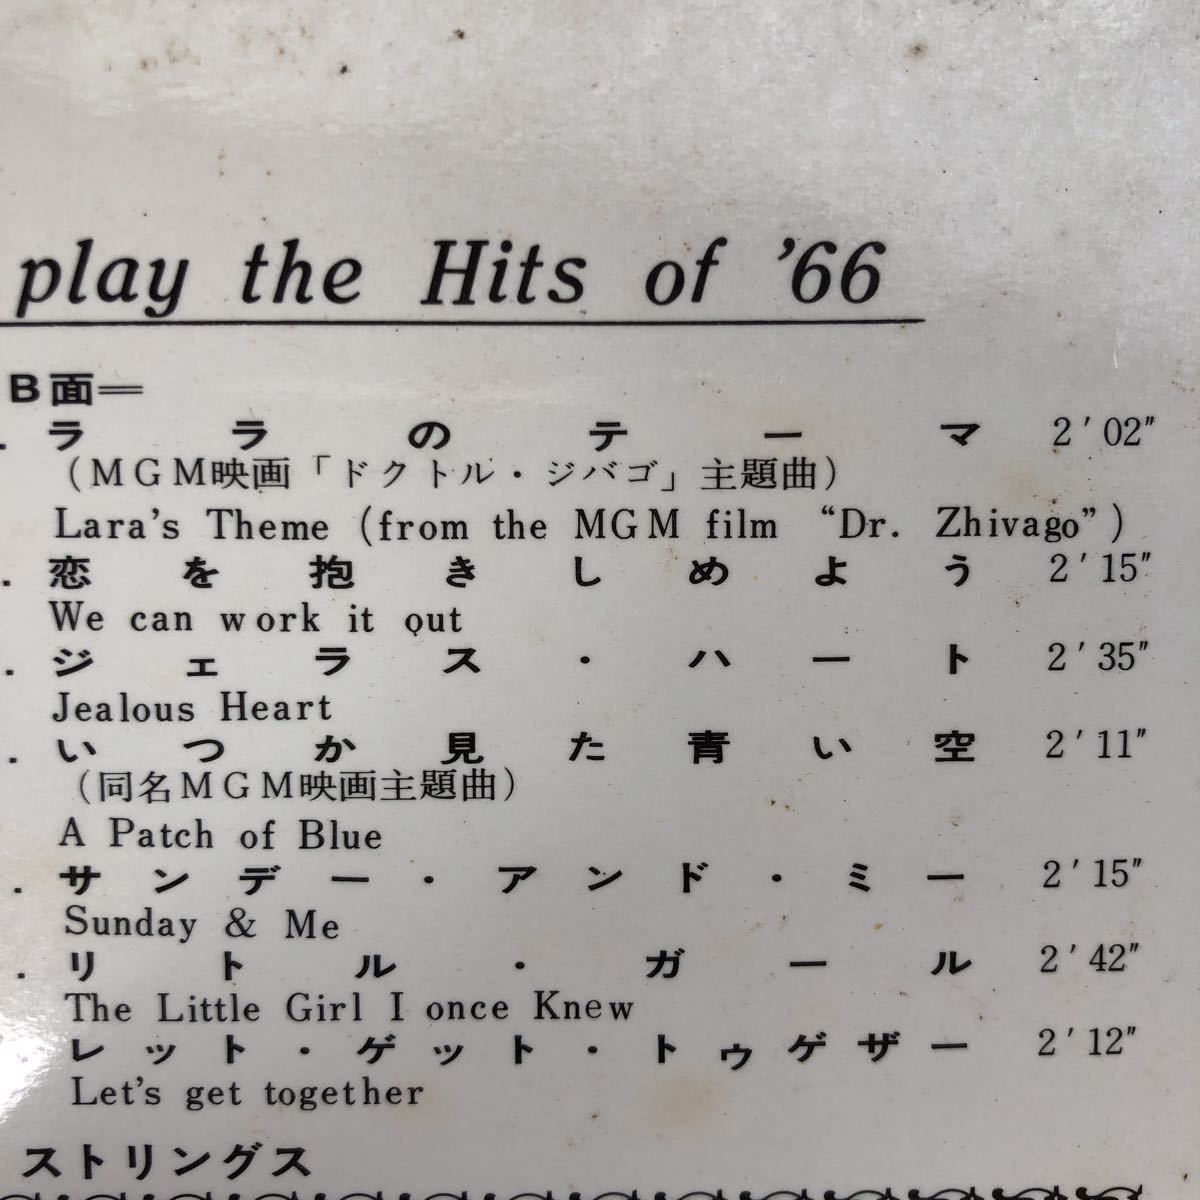 play the Hits of '66
B面=
. ララのテーマ 2′02″
(MGM映画「ドクトル・ジバゴ」主題曲)
Lara's Theme (from the MGM film “Dr. Zhivago”)
. 恋を抱きしめよう 2′15″
We can work it out
. ジェラス・ハート 2′35″
Jealous Heart
. いつか見た青い空 2′11″
(同名MGM映画主題曲)
A Patch of Blue
. サンデー・アンド・ミー 2′15″
Sunday & Me
. リトル・ガール 2′42″
The Little Girl I once Knew
. レット・ゲット・トゥゲザー 2′12″
Let's get together
ストリングス